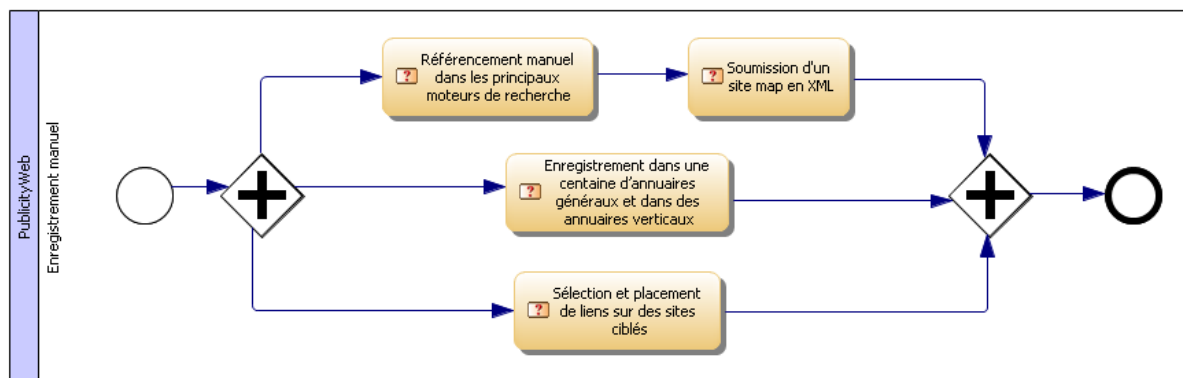 PublicityWeb
Enregistrement manuel
Référencement manuel
dans les principaux
moteurs de recherche
Soumission d'un
site map en XML
Enregistrement dans une
centaine d'annuaires
généraux et dans des
annuaires verticaux
Sélection et placement
de liens sur des sites
ciblés